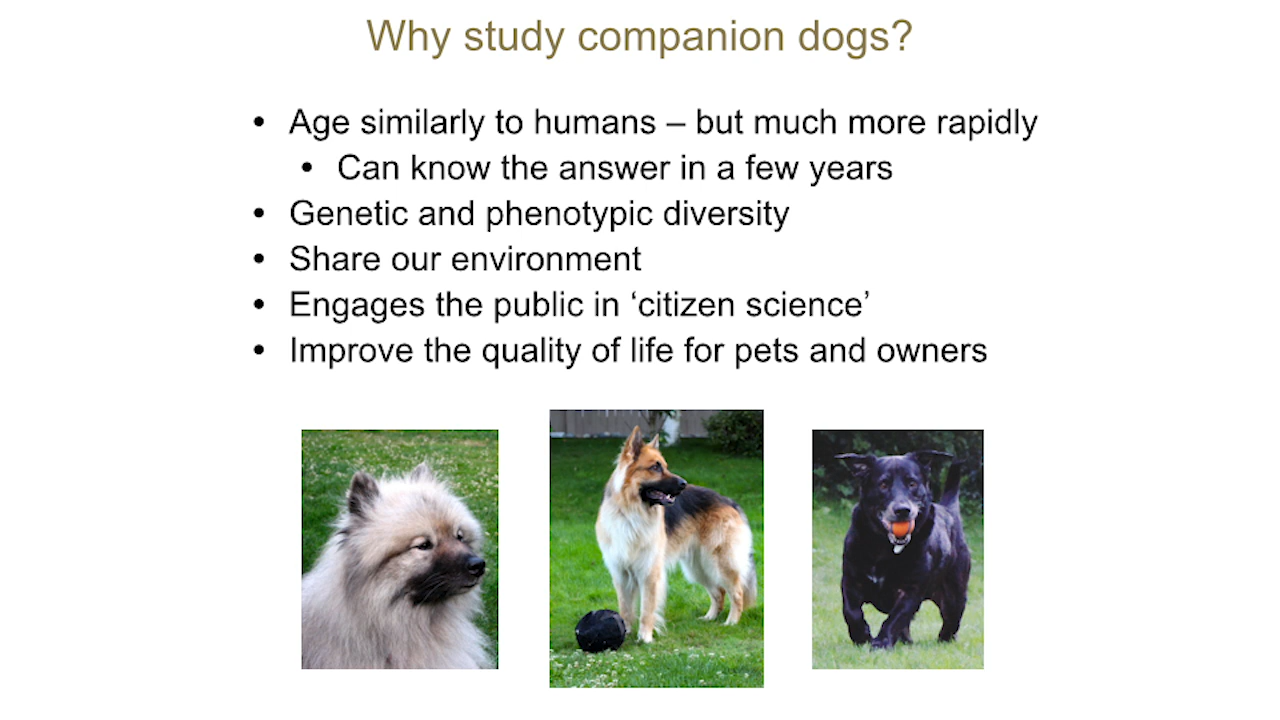 Why study companion dogs?
• Age similarly to humans – but much more rapidly
• Can know the answer in a few years
• Genetic and phenotypic diversity
• Share our environment
• Engages the public in ‘citizen science’
• Improve the quality of life for pets and owners